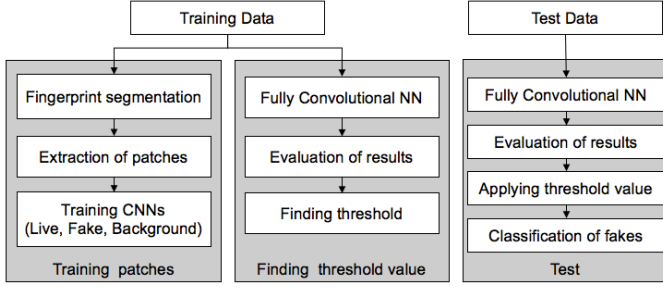 Training Data
Fingerprint segmentation
Extraction of patches
Training CNNs
(Live, Fake, Background)
Training patches
Fully Convolutional NN
Evaluation of results
Finding threshold
Finding threshold value
Test Data
Fully Convolutional NN
Evaluation of results
Applying threshold value
Classification of fakes
Test